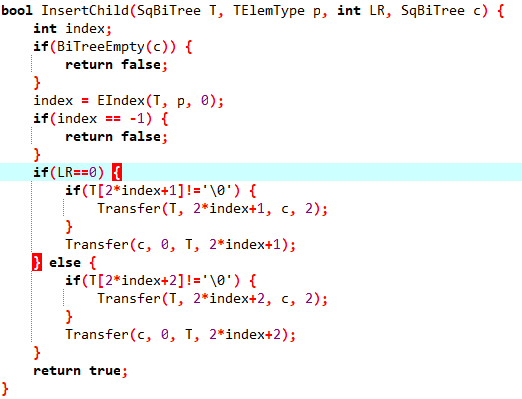 bool InsertChild(SqBiTree T, TElemType p, int LR, SqBiTree c) {
    int index;
    if(BiTreeEmpty(c)) {
        return false;
    }
    index = EIndex(T, p, 0);
    if(index == -1) {
        return false;
    }
    if(LR==0) {
        if(T[2*index+1]!='\0') {
            Transfer(T, 2*index+1, c, 2);
        }
        Transfer(c, 0, T, 2*index+1);
    } else {
        if(T[2*index+2]!='\0') {
            Transfer(T, 2*index+2, c, 2);
        }
        Transfer(c, 0, T, 2*index+2);
    }
    return true;
}